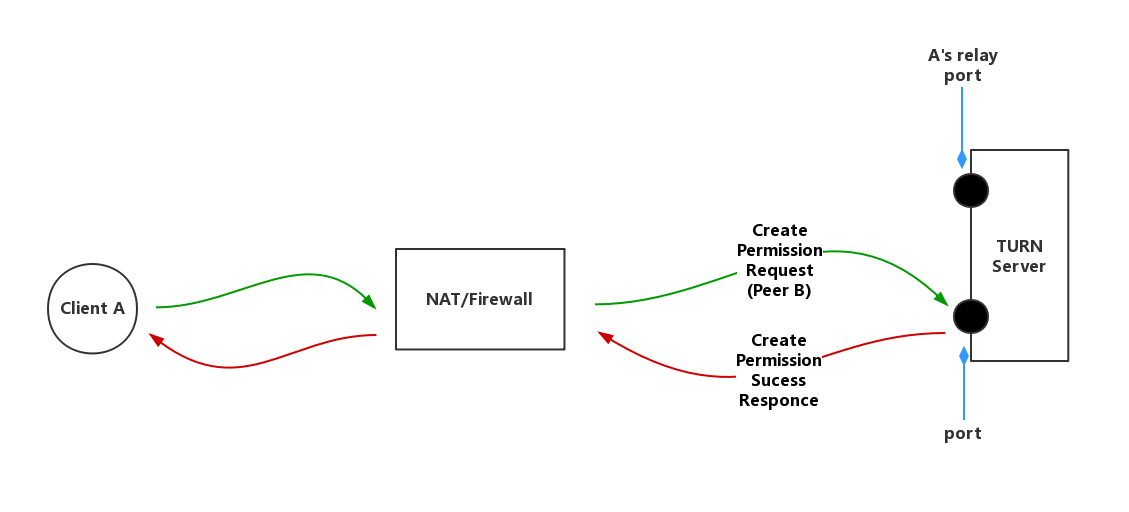 A's relay
port
Create
Permission
Request
(Peer B)
TURN
Server
NAT/Firewall
Client A
Create
Permission
Sucess
Responce
port